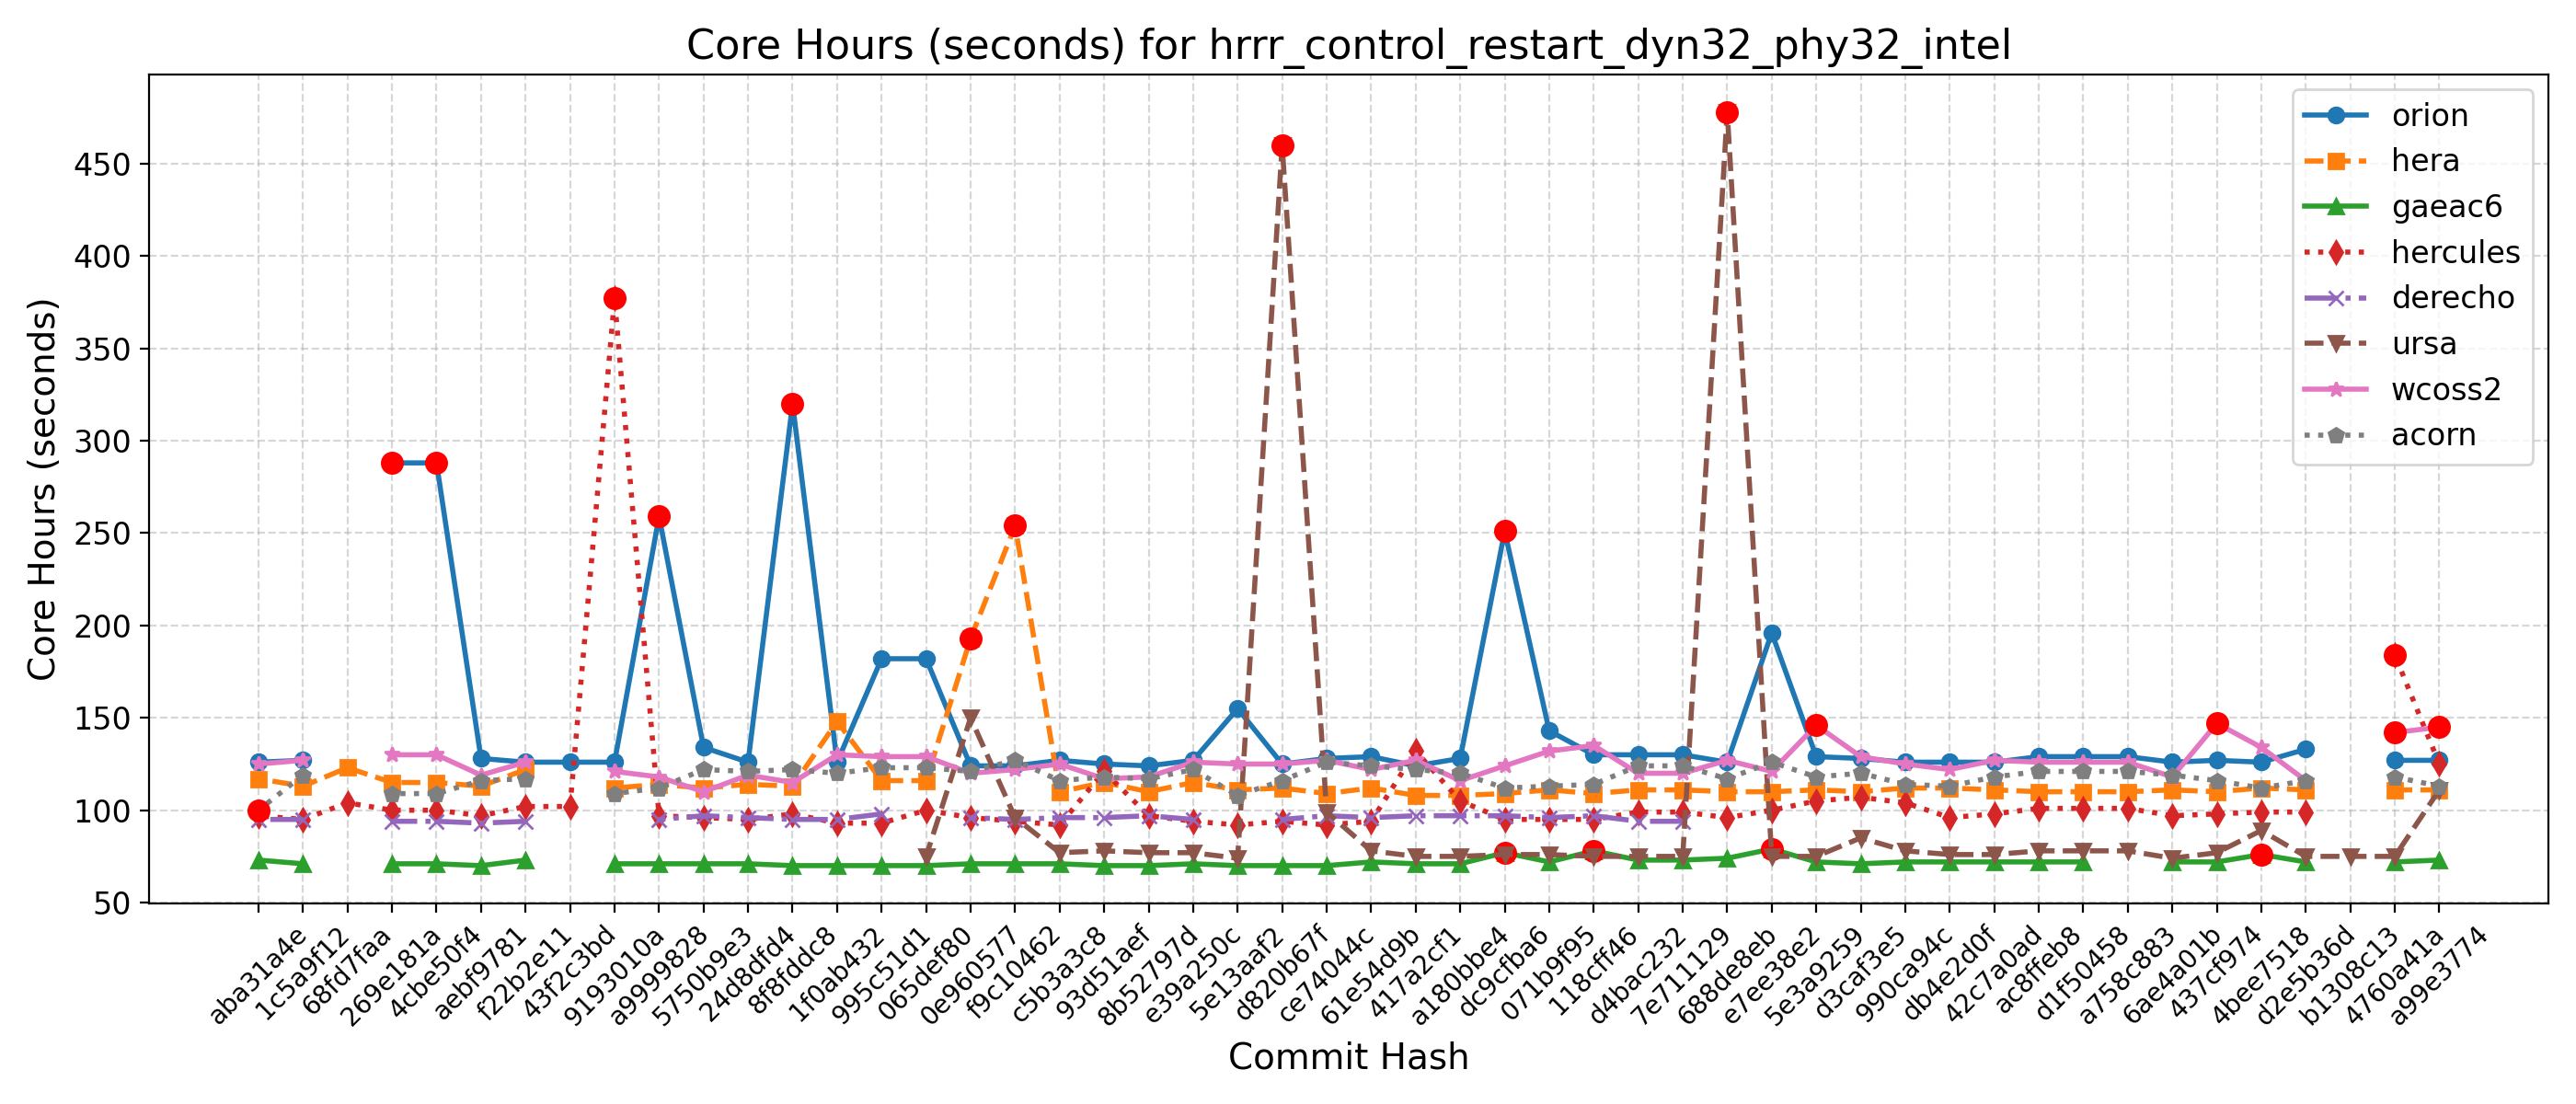 Core Hours (seconds) for hrrr_control_restart_dyn32_phy32_intel
Core Hours (seconds)
450
400
350
300
250
200
150
100
50
orion
hera
gaeac6
hercules
derecho
ursa
wcoss2
acorn
aba31a4e
1c5a9f12
68fd7faa
269e181a
4cbe50f4
aebf9781
f22b2e11
43f2c3bd
9193010a
a9999828
5750b9e3
24d8dfd4
8f8fddc8
1f0ab432
995c51d1
065def80
0e960577
f9c10462
c5b3a3c8
93d51aef
8b52797d
e39a250c
5e13aaf2
d820b67f
ce74044c
61e54d9b
417a2cf1
a180bbe4
dc9cfba6
071b9f95
118cff46
d4bac232
7e711129
688de8eb
e7ee38e2
5e3a9259
d3caf3e5
990ca94c
db4e2d0f
42c7a0ad
ac8ffeb8
d1f50458
a758c883
6ae4a01b
437cf974
4bee7518
d2e5b36d
b1308c13
4760a41a
a99e3774
Commit Hash